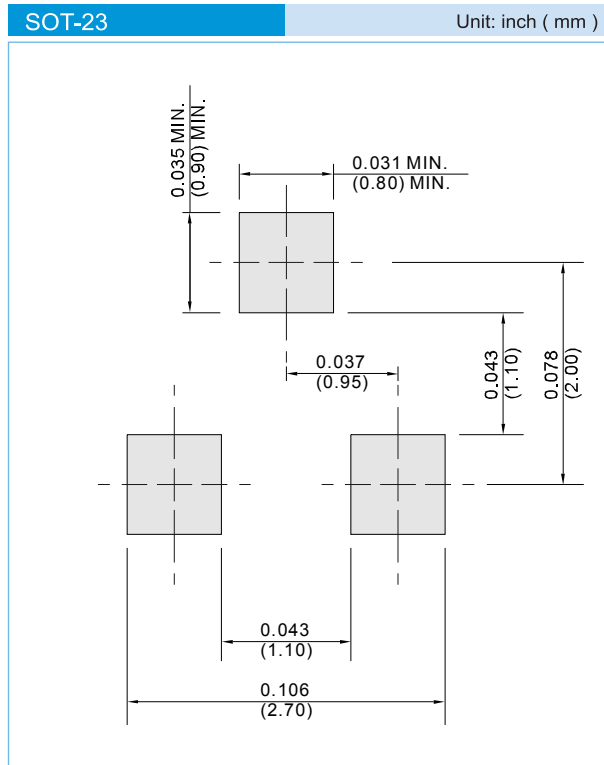 SOT-23
Unit: inch ( mm )
0.035 MIN.
(0.90) MIN.
0.031 MIN.
(0.80) MIN.
0.037
(0.95)
0.043
(1.10)
0.078
(2.00)
0.043
(1.10)
0.106
(2.70)